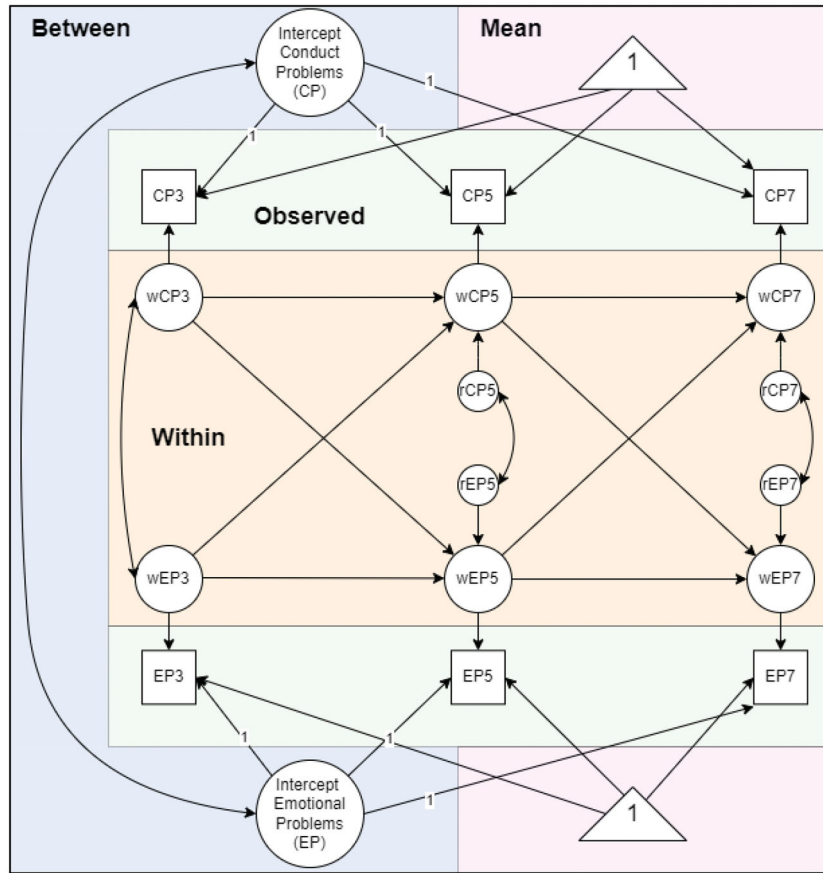 Between
Mean
Intercept
Conduct
Problems
(CP)
1
1
1
1
CP3
CP5
CP7
Observed
wCP3
wCP5
wCP7
rCP5
rCP7
Within
rEP5
rEP7
wEP3
wEP5
wEP7
EP3
EP5
EP7
1
1
1
Intercept
Emotional
Problems
(EP)
1